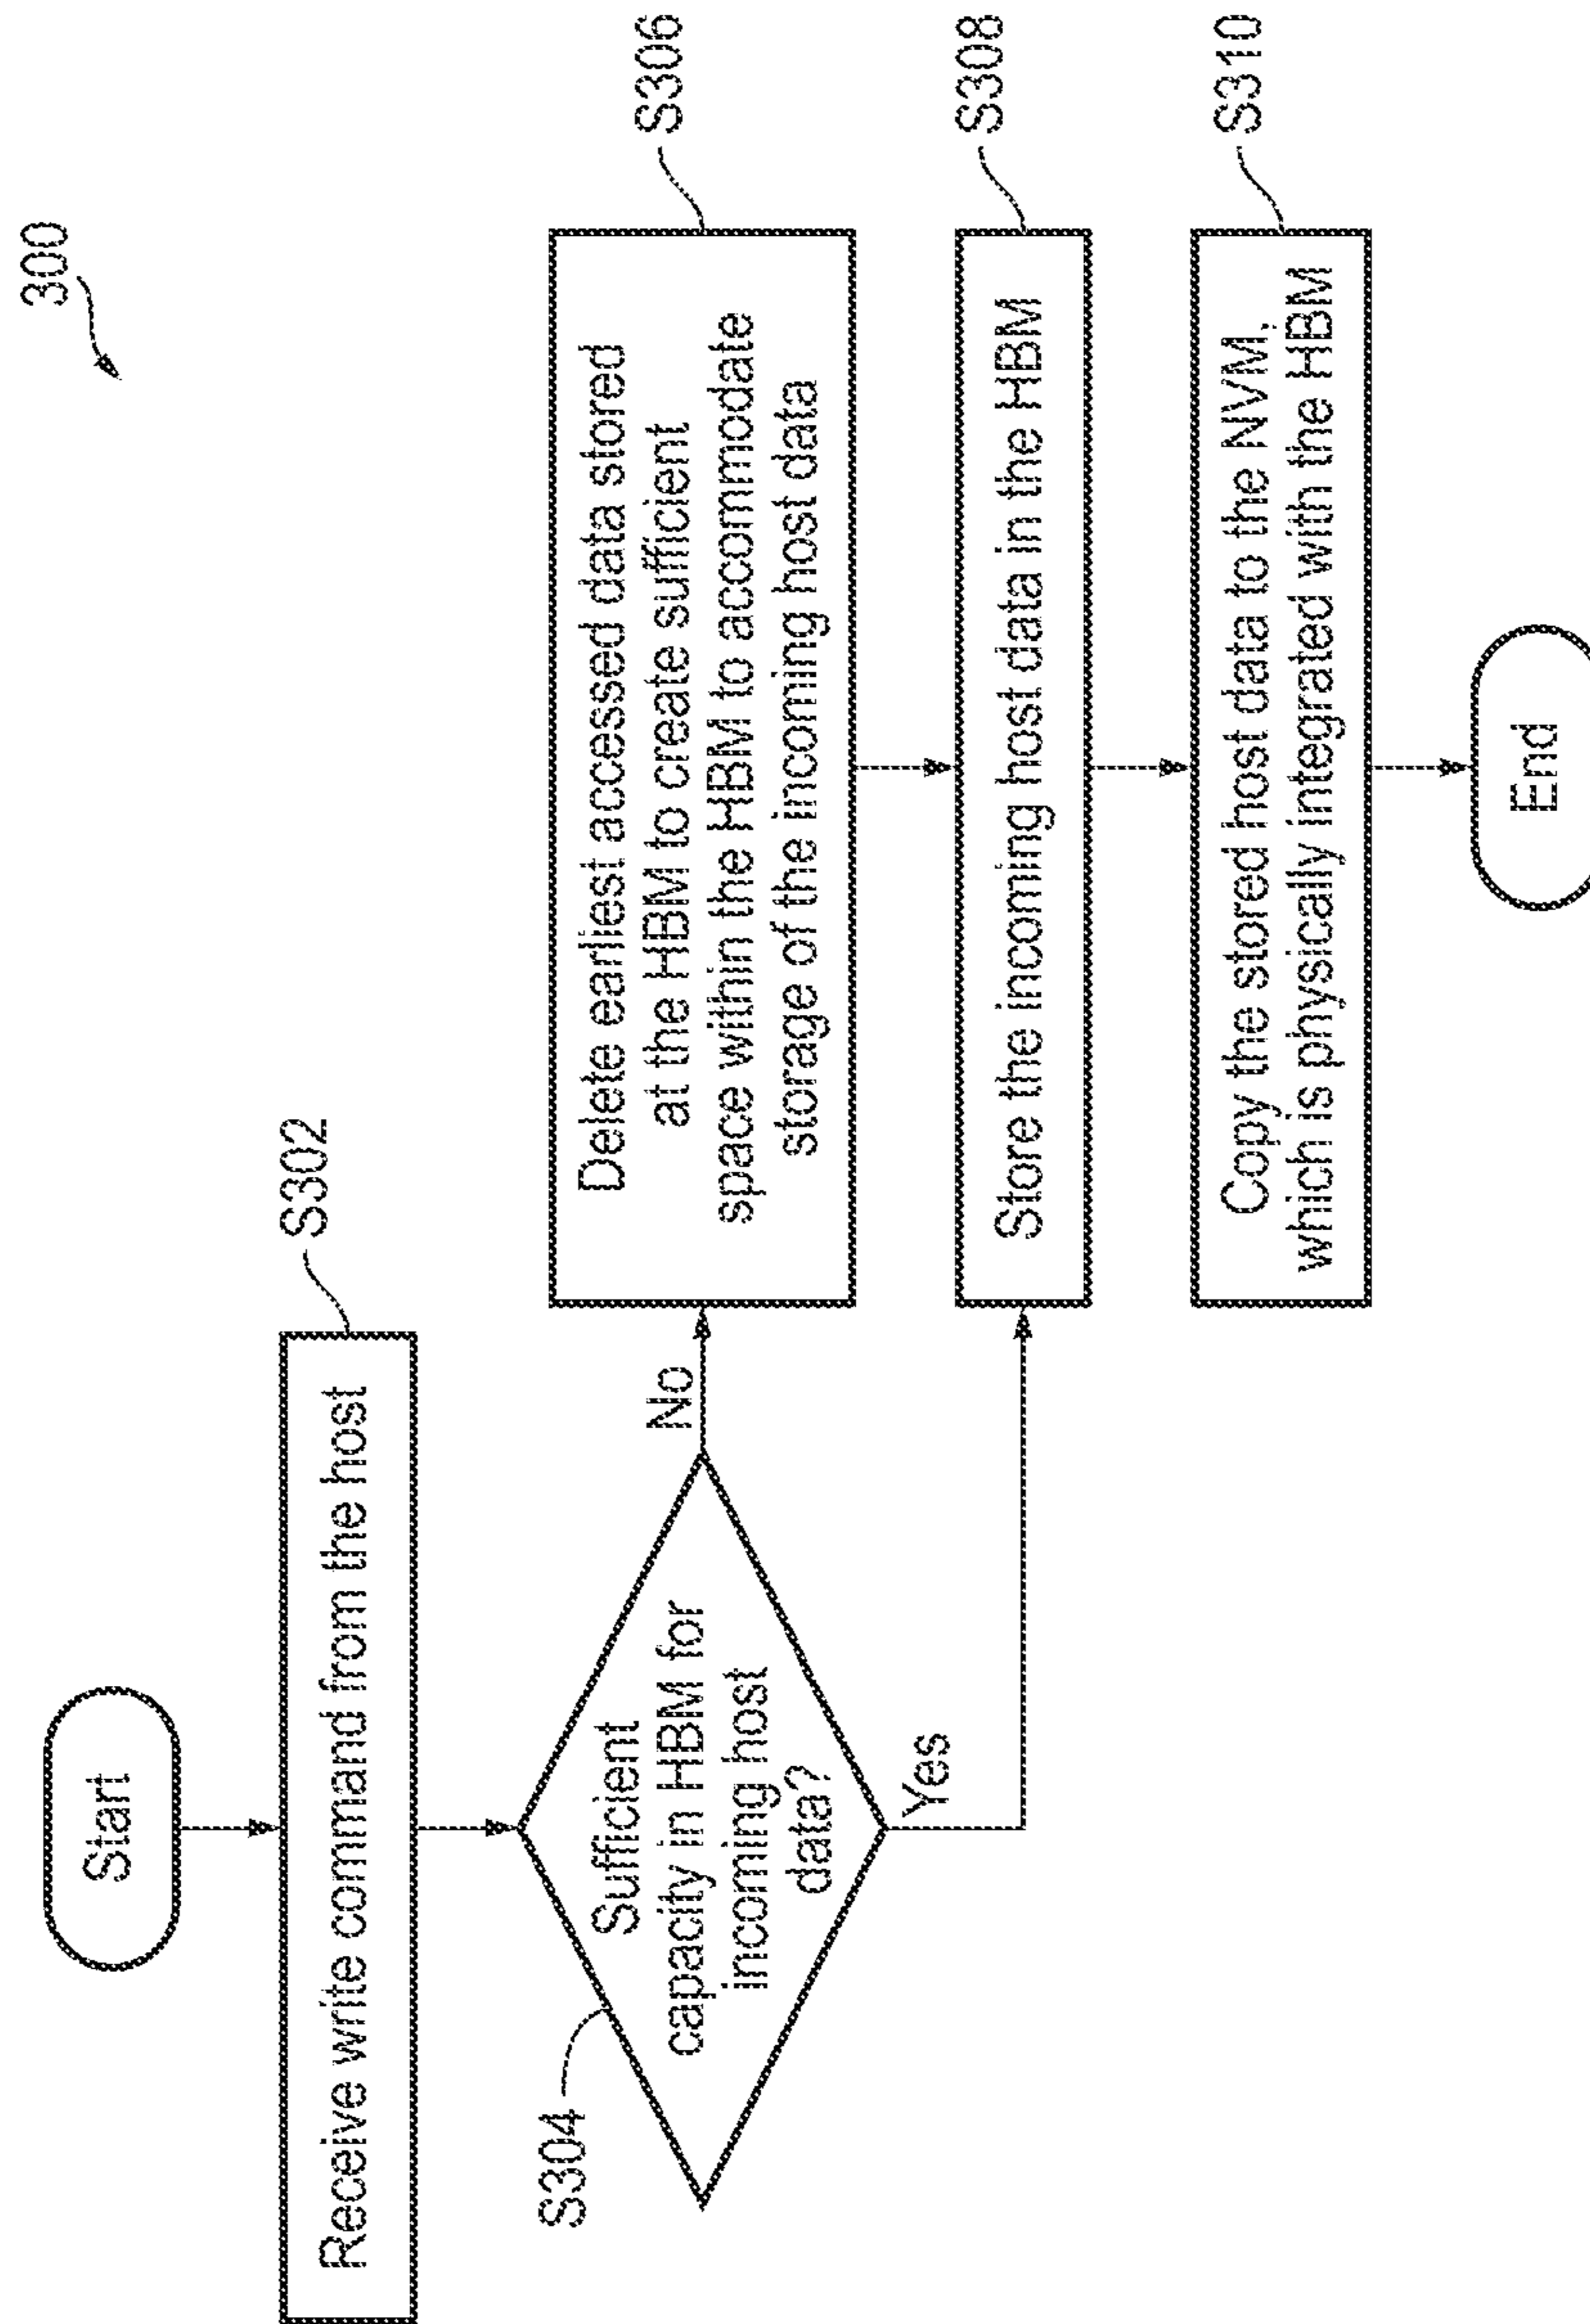 300
Start
Receive write command from the host
S302
S304
Sufficient
capacity in HBM for
incoming host
data?
No
Yes
Delete earliest accessed data stored
at the HBM to create sufficient
space within the HBM to accommodate
storage of the incoming host data
S306
Store the incoming host data in the HBM
S308
Copy the stored host data to the NVM,
which is physically integrated with the HBM
S310
End